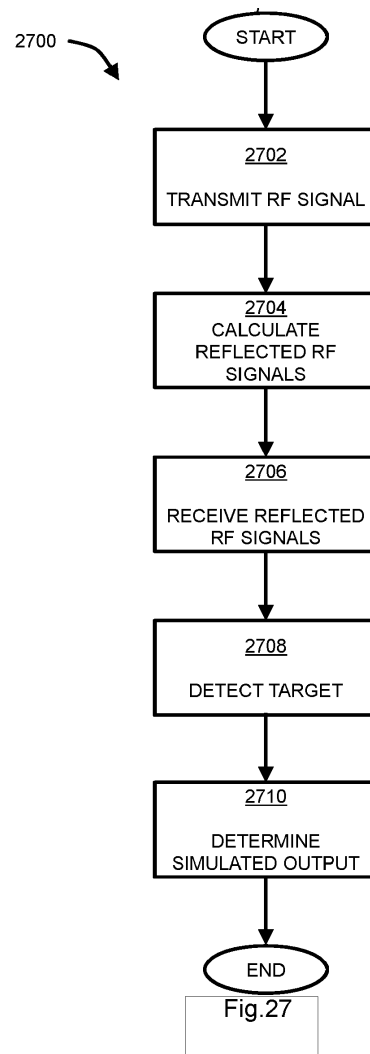 2700
START
2702
TRANSMIT RF SIGNAL
2704
CALCULATE
REFLECTED RF
SIGNALS
2706
RECEIVE REFLECTED
RF SIGNALS
2708
DETECT TARGET
2710
DETERMINE
SIMULATED OUTPUT
END
Fig.27